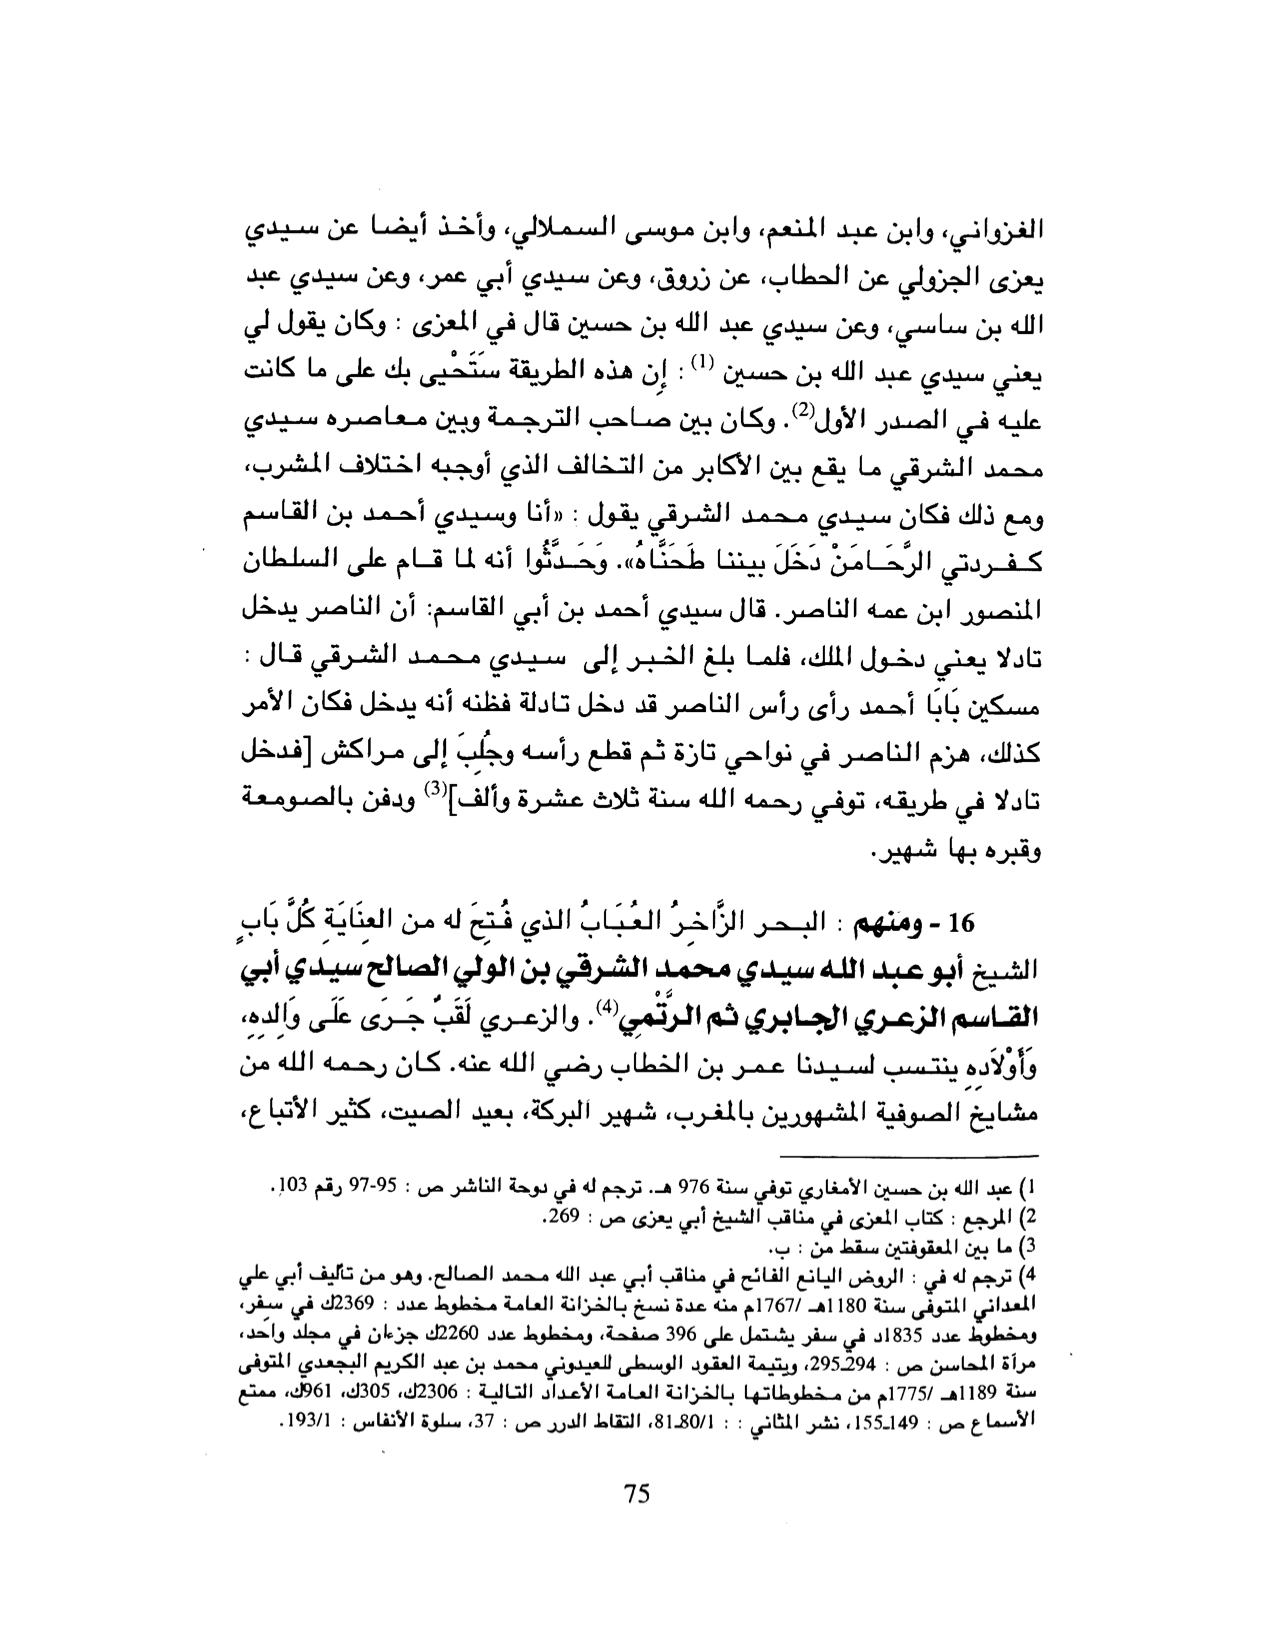 الغزواني، وابن عبد المنعم، وابن موسى السملالي، وأخذ أيضا عن سيدي
يعزى الجزولي عن الحطاب، عن زروق، وعن سيدي أبي عمر، وعن سيدي عبد
الله بن ساسي، وعن سيدي عبد الله بن حسين قال في المعزى : وكان يقول لي
يعني سيدي عبد الله بن حسين (1) : إن هذه الطريقة سَتَحْيِى بك على ما كانت
عليه في الصدر الأول(2). وكان بين صاحب الترجمة وبين معاصره سيدي
محمد الشرقي ما يقع بين الأكابر من التخالف الذي أوجبه اختلاف المشرب،
ومع ذلك فكان سيدي محمد الشرقي يقول : «أنا وسيدي أحمد بن القاسم
كفردتي الرَّحَامَنْ دَخَلَ بيننا طَحَنَّاهُ». وَحَدَّثُوا أنه لما قام على السلطان
المنصور ابن عمه الناصر. قال سيدي أحمد بن أبي القاسم: أن الناصر يدخل
تادلا يعني دخول الملك، فلما بلغ الخبر إلى سيدي محمد الشرقي قال :
مسكين بَابَا أحمد رأى رأس الناصر قد دخل تادلة فظنه أنه يدخل فكان الأمر
كذلك، هزم الناصر في نواحي تازة ثم قطع رأسه وجُلِبَ إلى مراكش [فدخل
تادلا في طريقه، توفي رحمه الله سنة ثلاث عشرة وألف](3) ودفن بالصومعة
وقبره بها شهير.
16 - ومنهم : البحر الزَّاخِرُ العُبَابُ الذي فُتِحَ له من العِنَايَةِ كُلُّ بَابٍ
الشيخ أبو عبد الله سيدي محمد الشرقي بن الولي الصالح سيدي أبي
القاسم الزعري الجابري ثم الرَّتْمِي(4). والزعري لَقَبٌ جَرَى عَلَى وَالِدِهِ،
وَأَوْلَادِهِ ينتسب لسيدنا عمر بن الخطاب رضي الله عنه. كان رحمه الله من
مشايخ الصوفية المشهورين بالمغرب، شهير البركة، بعيد الصيت، كثير الأتباع،
1) عبد الله بن حسين الأمغاري توفي سنة 976 هـ. ترجم له في دوحة الناشر ص : 95-97 رقم 103.
2) المرجع : كتاب المعزى في مناقب الشيخ أبي يعزى ص : 269.
3) ما بين المعقوفتين سقط من : ب.
4) ترجم له في : الروض اليانع الفائح في مناقب أبي عبد الله محمد الصالح. وهو من تأليف أبي علي
المعداني المتوفى سنة 1180هـ /1767م منه عدة نسخ بالخزانة العامة مخطوط عدد : 2369ك في سفر،
ومخطوط عدد 1835د في سفر يشتمل على 396 صفحة، ومخطوط عدد 2260ك جزءان في مجلد واحد،
مرآة المحاسن ص : 294ـ295، ويتيمة العقود الوسطى للعيدوني محمد بن عبد الكريم البجعدي المتوفى
سنة 1189هـ /1775م من مخطوطاتها بالخزانة العامة الأعداد التالية : 2306ك، 305ك، 961ك، ممتع
الأسماع ص : 149ـ155، نشر المثاني : : 80/1ـ81، التقاط الدرر ص : 37، سلوة الأنفاس : 193/1.
75